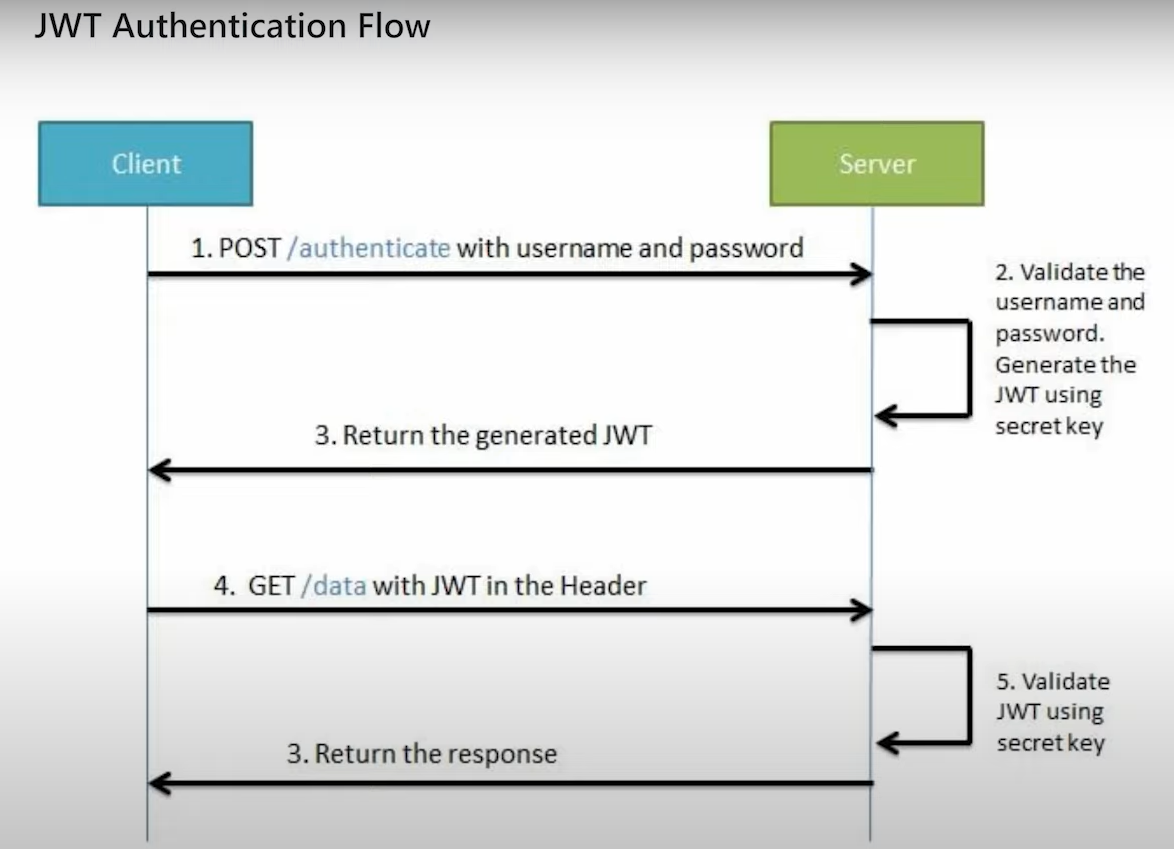 JWT Authentication Flow
Client
Server
1. POST /authenticate with username and password
2. Validate the
username and
password.
Generate the
JWT using
secret key
3. Return the generated JWT
4. GET /data with JWT in the Header
5. Validate
JWT using
secret key
3. Return the response